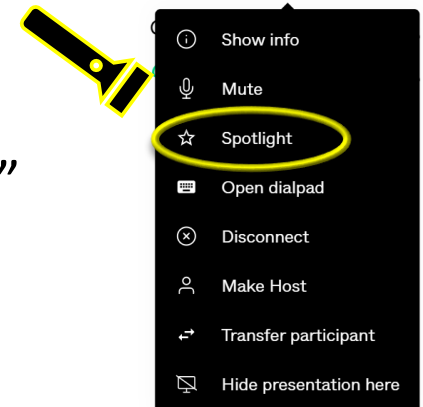 Show info
Mute
Spotlight
”
Open dialpad
Disconnect
Make Host
Transfer participant
Hide presentation here